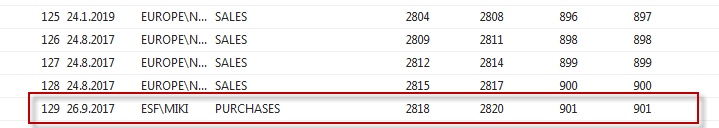 125 24.1.2019 EUROPE\N... SALES 2804 2808 896 897
126 24.8.2017 EUROPE\N... SALES 2809 2811 898 898
127 24.8.2017 EUROPE\N... SALES 2812 2814 899 899
128 24.8.2017 EUROPE\N... SALES 2815 2817 900 900
129 26.9.2017 ESF\MIKI PURCHASES 2818 2820 901 901